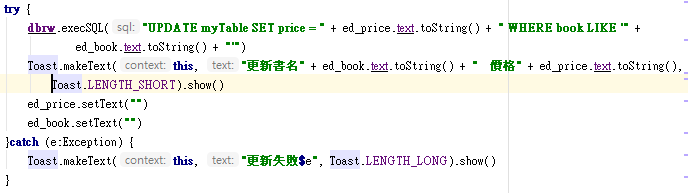 try {
dbrw.execSQL( sql: "UPDATE myTable SET price = " + ed_price.text.toString() + " WHERE book LIKE '" +
ed_book.text.toString() + "'")
Toast.makeText( context: this, text: "更新書名" + ed_book.text.toString() + "  價格" + ed_price.text.toString(),
Toast.LENGTH_SHORT).show()
ed_price.setText("")
ed_book.setText("")
}catch (e:Exception) {
Toast.makeText( context: this, text: "更新失敗$e", Toast.LENGTH_LONG).show()
}